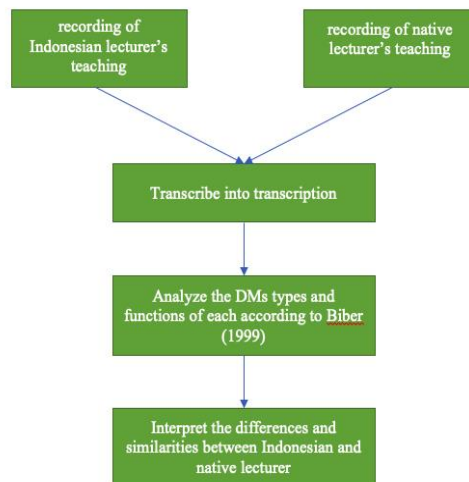 recording of
Indonesian lecturer's
teaching
recording of native
lecturer's teaching
Transcribe into transcription
Analyze the DMs types and
functions of each according to Biber
(1999)
Interpret the differences and
similarities between Indonesian and
native lecturer